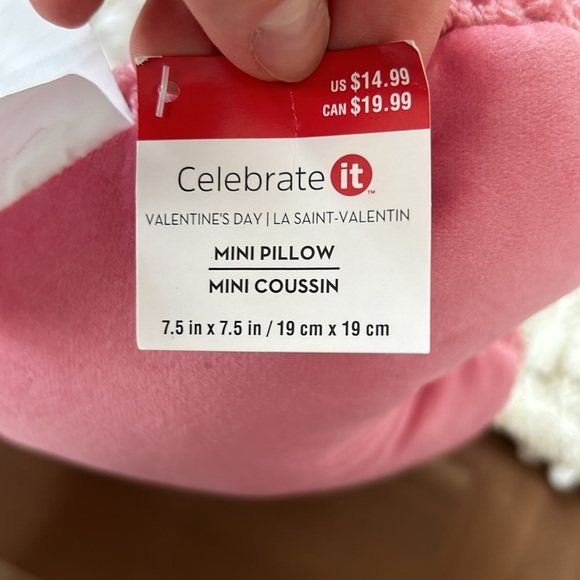 US $14.99
CAN $19.99
Celebrate it™
VALENTINE'S DAY | LA SAINT-VALENTIN
MINI PILLOW
MINI COUSSIN
7.5 in x 7.5 in / 19 cm x 19 cm